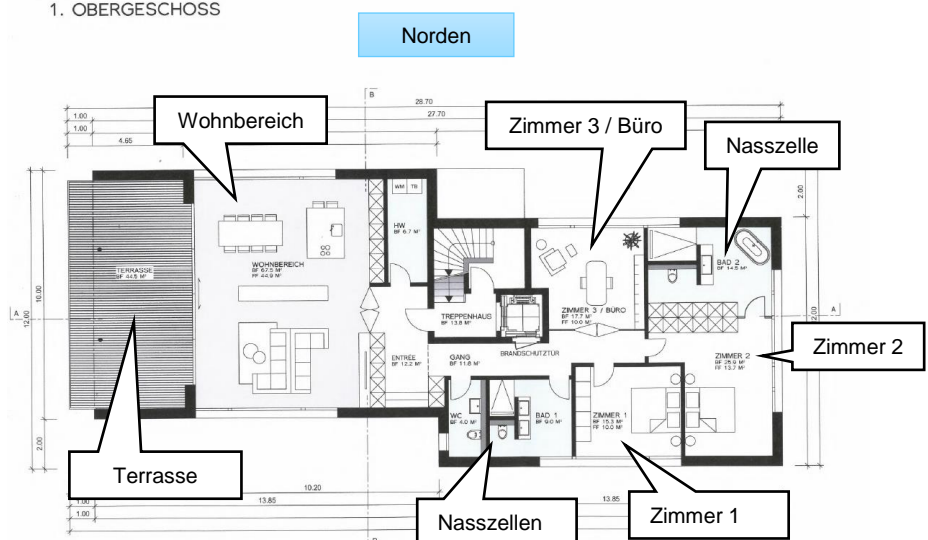 1. OBERGESCHOSS
Norden
B
28.70
1.00
27.70
1.00
4.65
Wohnbereich
Zimmer 3 / Büro
Nasszelle
2.00
WM TB
HW
BF 6.7 M²
BAD 2
BF 14.5 M²
WOHNBEREICH
BF 67.5 M²
FF 44.9 M²
TERRASSE
BF 44.5 M²
10.00
12.00
A
TREPPENHAUS
BF 13.8 M²
ZIMMER 3 / BÜRO
BF 17.7 M²
FF 10.0 M²
2.00
A
BRANDSCHUTZTÜR
ENTRÉE
BF 12.2 M²
GANG
BF 11.8 M²
ZIMMER 2
BF 25.9 M²
FF 13.7 M²
Zimmer 2
WC
BF 4.0 M²
BAD 1
BF 9.0 M²
ZIMMER 1
BF 15.3 M²
FF 10.0 M²
2.00
2.00
Terrasse
10.20
1.00
13.85
13.85
1.00
Nasszellen
Zimmer 1